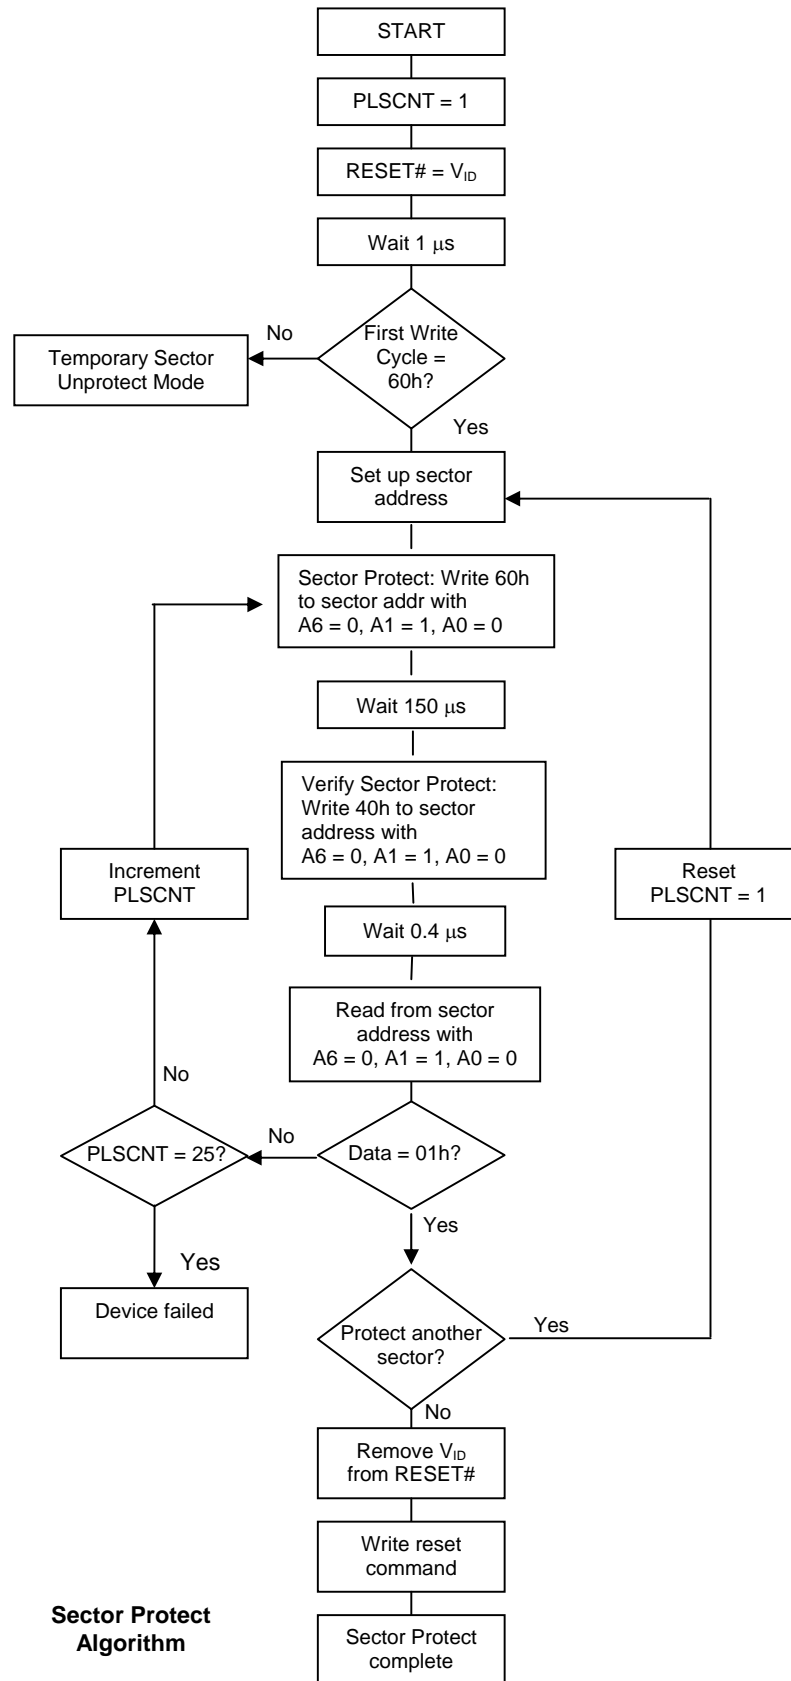 START
PLSCNT = 1
RESET# = VID
Wait 1 μs
First Write
Cycle =
60h?
No
Temporary Sector
Unprotect Mode
Yes
Set up sector
address
Sector Protect: Write 60h
to sector addr with
A6 = 0, A1 = 1, A0 = 0
Wait 150 μs
Verify Sector Protect:
Write 40h to sector
address with
A6 = 0, A1 = 1, A0 = 0
Increment
PLSCNT
Reset
PLSCNT = 1
Wait 0.4 μs
Read from sector
address with
A6 = 0, A1 = 1, A0 = 0
No
PLSCNT = 25?
No
Data = 01h?
Yes
Yes
Device failed
Protect another
sector?
Yes
No
Remove VID
from RESET#
Write reset
command
Sector Protect
Algorithm
Sector Protect
complete